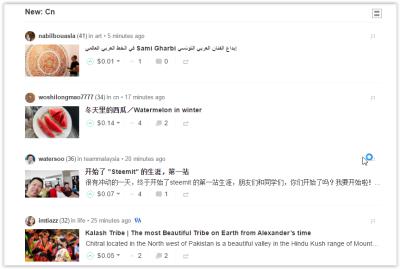 New: Cn
nabilbouasla (41) in art • 5 minutes ago
إبداع الفنان العربي التونسي Sami Gharbi في الخط العربي العالمي
$0.01 1 0
woshilongmao7777 (34) in cn • 9 minutes ago
冬天里的西瓜／Watermelon in winter
$0.14 4 2
watersoo (36) in teammalaysia • 20 minutes ago
开始了 "Steemit" 的生涯，第一站
很有冲动的一天，终于开始了steemit 的第一站生涯，朋友们和同学们，你们开始了吗？我要开始啦！ ...
$0.07 4 1
imtiazz (32) in life • 25 minutes ago
Kalash Tribe | The most Beautiful Tribe on Earth from Alexander's time
Chitral located in the North west of Pakistan is a beautiful valley in the Hindu Kush range of Mount...
$0.05 2 2